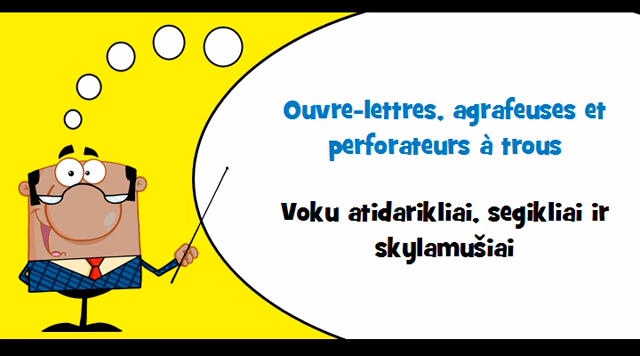 Ouvre-lettres, agrafeuses et
perforateurs à trous
Voku atidarikliai, segikliai ir
skylamušiai